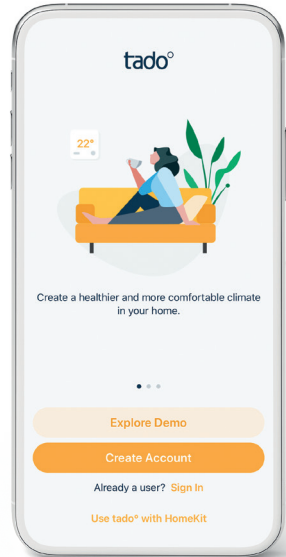 tado°
22°
Create a healthier and more comfortable climate
in your home.
Explore Demo
Create Account
Already a user? Sign In
Use tado° with HomeKit